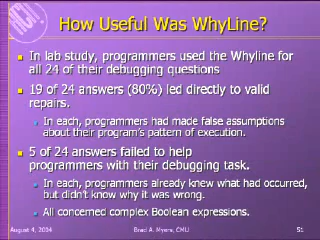 How Useful Was WhyLine?
In lab study, programmers used the Whyline for
all 24 of their debugging questions
19 of 24 answers (80%) led directly to valid
repairs.
In each, programmers had made false assumptions
about their program's pattern of execution.
5 of 24 answers failed to help
programmers with their debugging task.
In each, programmers already knew what had occurred,
but didn't know why it was wrong.
All concerned complex Boolean expressions.
August 4, 2004
Brad A. Myers, CMU
51